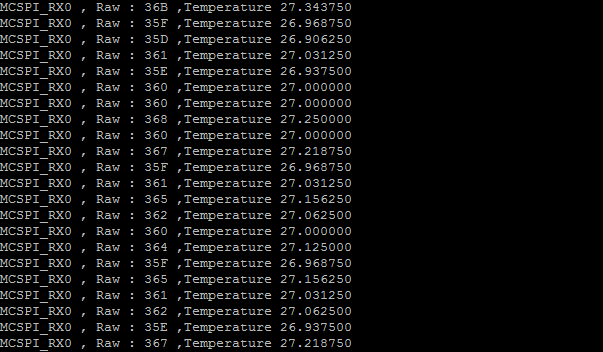 MCSPI_RX0 , Raw : 36B ,Temperature 27.343750
MCSPI_RX0 , Raw : 35F ,Temperature 26.968750
MCSPI_RX0 , Raw : 35D ,Temperature 26.906250
MCSPI_RX0 , Raw : 361 ,Temperature 27.031250
MCSPI_RX0 , Raw : 35E ,Temperature 26.937500
MCSPI_RX0 , Raw : 360 ,Temperature 27.000000
MCSPI_RX0 , Raw : 360 ,Temperature 27.000000
MCSPI_RX0 , Raw : 368 ,Temperature 27.250000
MCSPI_RX0 , Raw : 360 ,Temperature 27.000000
MCSPI_RX0 , Raw : 367 ,Temperature 27.218750
MCSPI_RX0 , Raw : 35F ,Temperature 26.968750
MCSPI_RX0 , Raw : 361 ,Temperature 27.031250
MCSPI_RX0 , Raw : 365 ,Temperature 27.156250
MCSPI_RX0 , Raw : 362 ,Temperature 27.062500
MCSPI_RX0 , Raw : 360 ,Temperature 27.000000
MCSPI_RX0 , Raw : 364 ,Temperature 27.125000
MCSPI_RX0 , Raw : 35F ,Temperature 26.968750
MCSPI_RX0 , Raw : 365 ,Temperature 27.156250
MCSPI_RX0 , Raw : 361 ,Temperature 27.031250
MCSPI_RX0 , Raw : 362 ,Temperature 27.062500
MCSPI_RX0 , Raw : 35E ,Temperature 26.937500
MCSPI_RX0 , Raw : 367 ,Temperature 27.218750